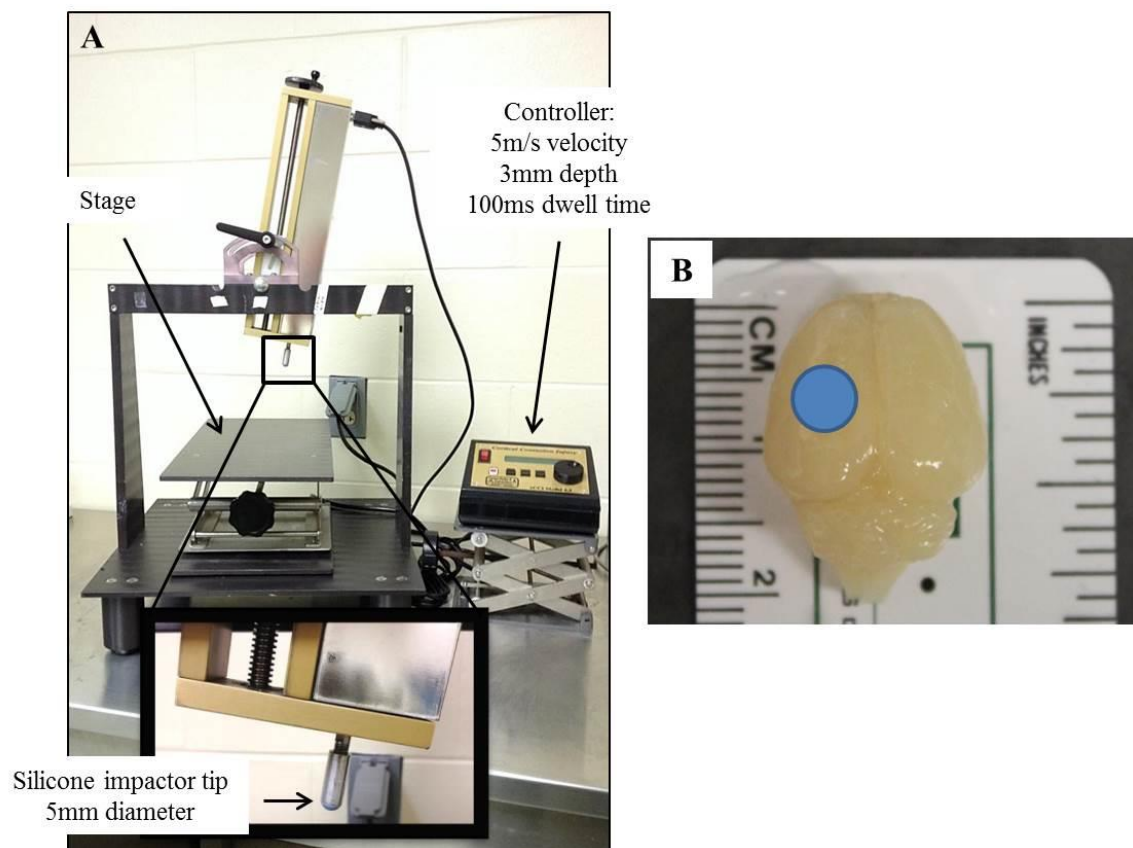 A
Controller:
5m/s velocity
3mm depth
100ms dwell time
Stage
Silicone impactor tip
5mm diameter
B
CM
INCHES
2